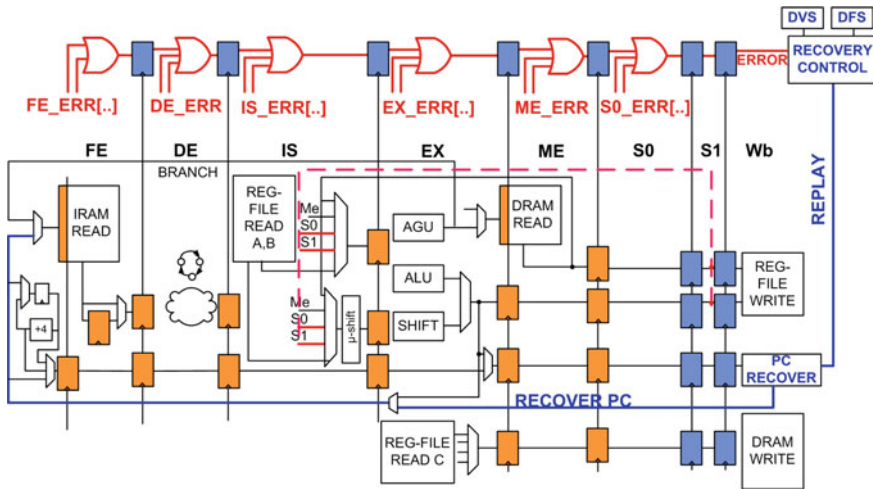 DVS
DFS
RECOVERY
CONTROL
ERROR
FE_ERR[..]
DE_ERR
IS_ERR[..]
EX_ERR[..]
ME_ERR
S0_ERR[..]
FE
DE
IS
EX
ME
S0
S1
Wb
BRANCH
REPLAY
IRAM
READ
REG-
FILE
READ
A,B
Me
S0
S1
AGU
DRAM
READ
ALU
SHIFT
REG-
FILE
WRITE
Me
S0
S1
μ-shift
+4
PC
RECOVER
RECOVER PC
REG-FILE
READ C
DRAM
WRITE